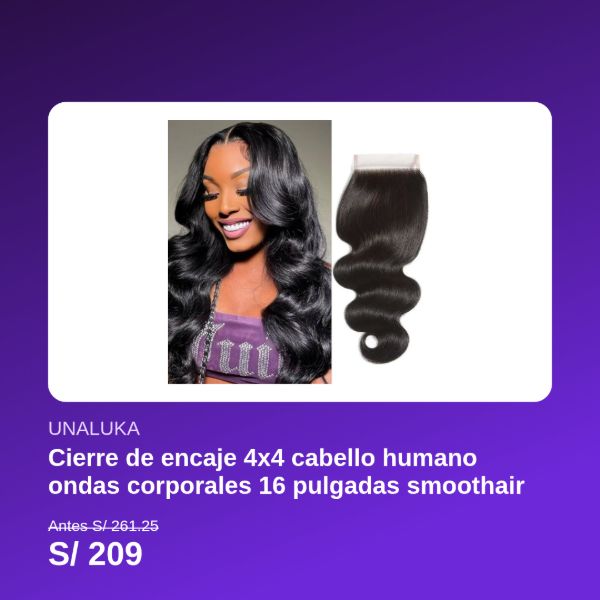 UNALUKA
Cierre de encaje 4x4 cabello humano
ondas corporales 16 pulgadas smoothair
Antes S/ 261.25
S/ 209